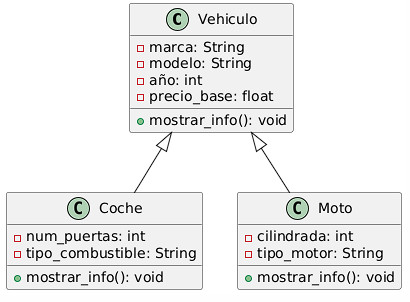 C Vehiculo
marca: String
modelo: String
año: int
precio_base: float
mostrar_info(): void
C Coche
num_puertas: int
tipo_combustible: String
mostrar_info(): void
C Moto
cilindrada: int
tipo_motor: String
mostrar_info(): void